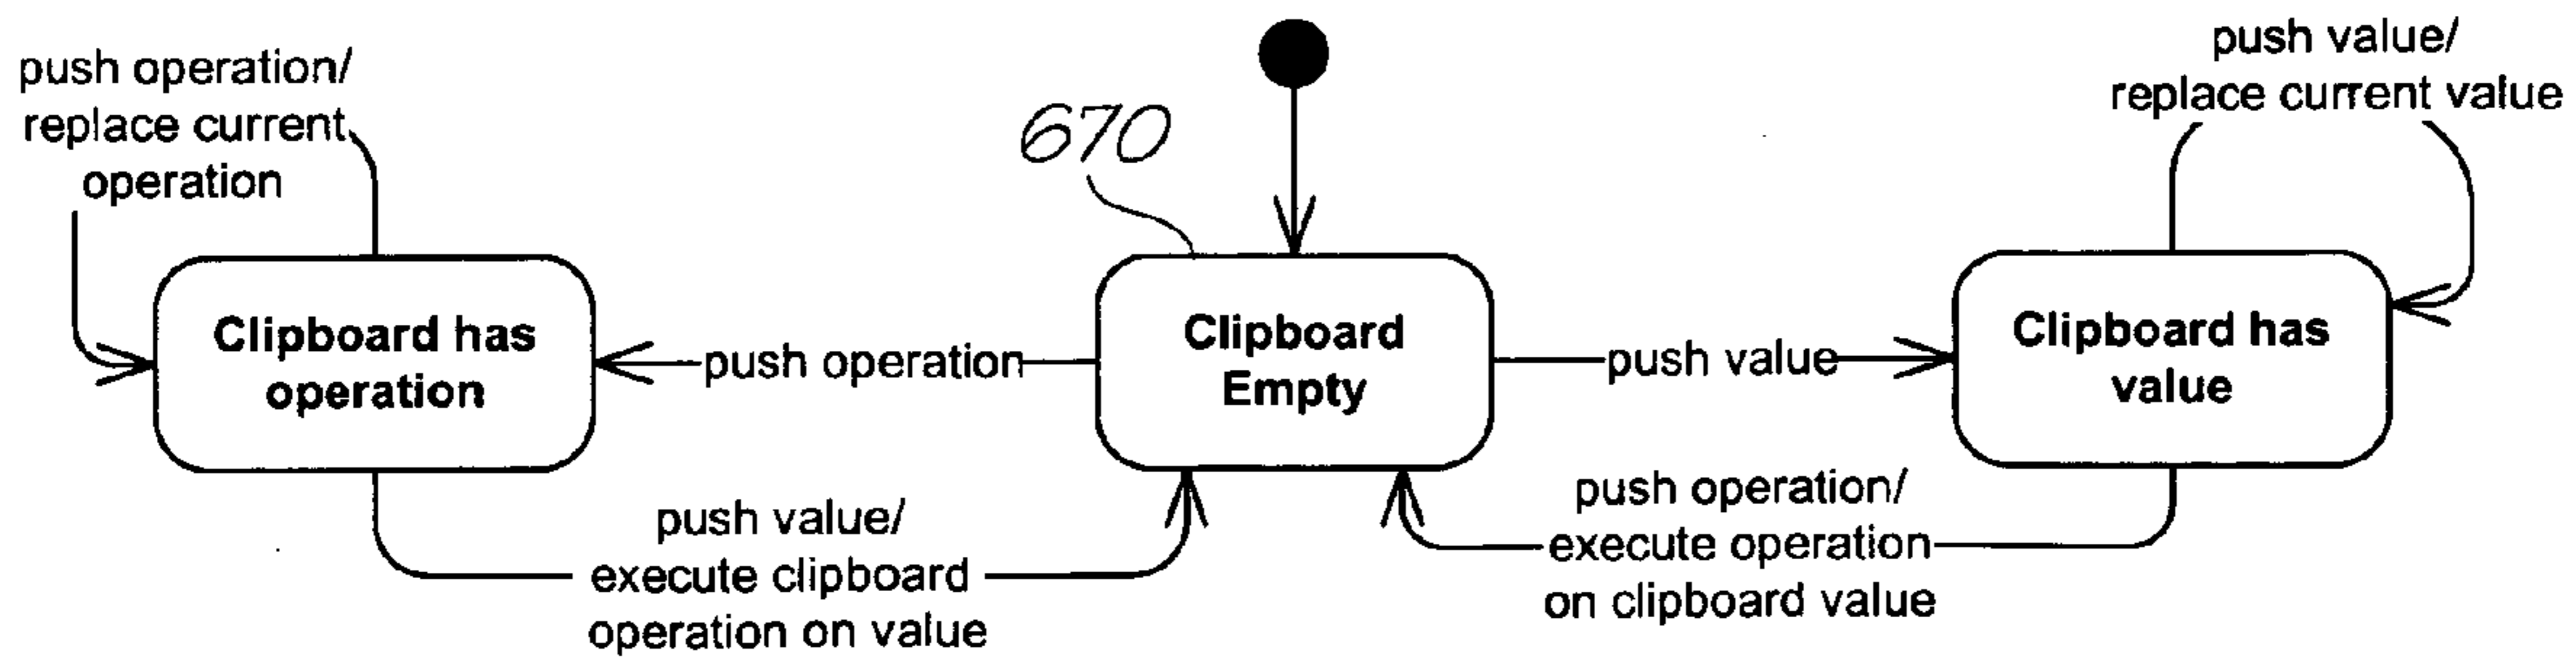 push operation/
replace current
operation
670
push value/
replace current value
Clipboard has
operation
push operation
Clipboard
Empty
push value
Clipboard has
value
push value/
execute clipboard
operation on value
push operation/
execute operation
on clipboard value